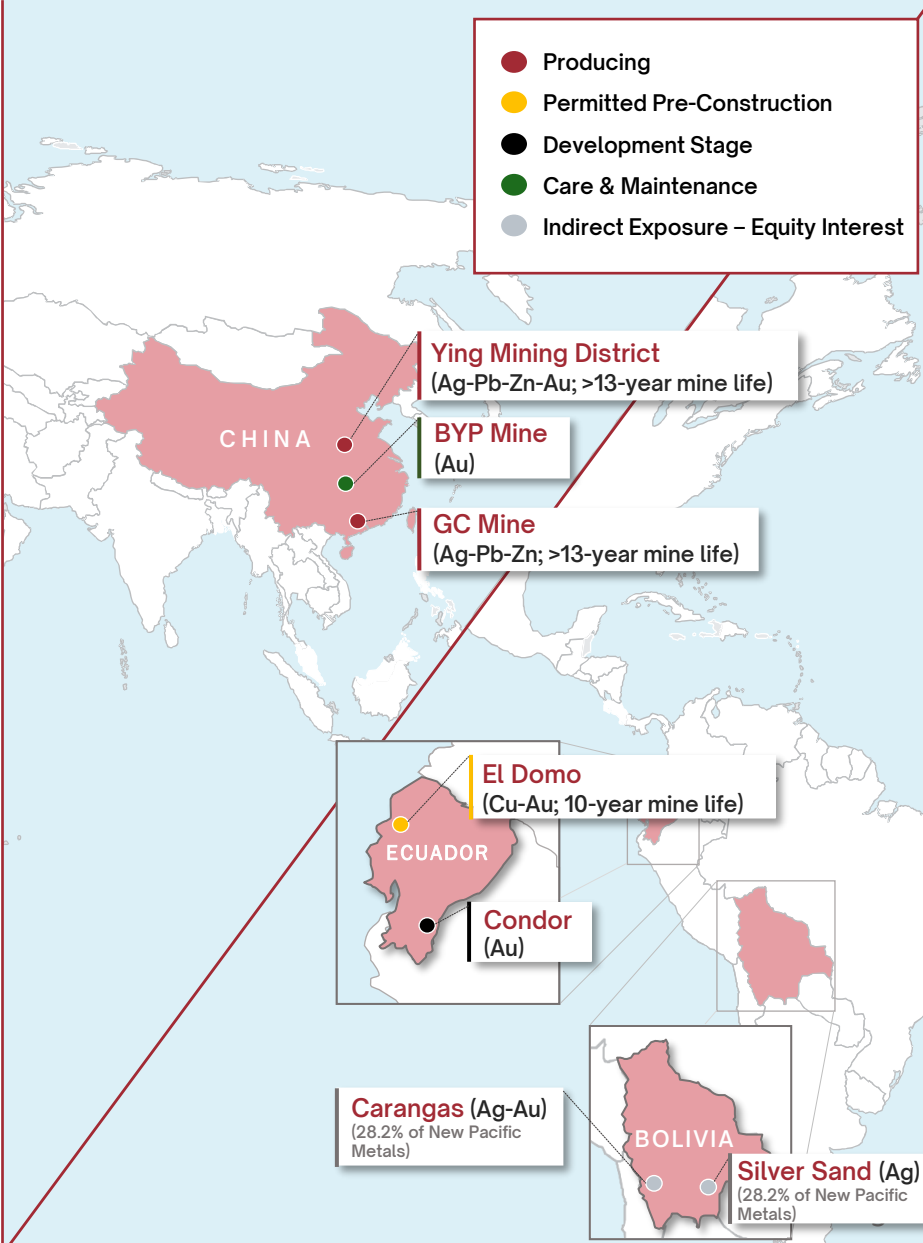 Producing
Permitted Pre-Construction
Development Stage
Care & Maintenance
Indirect Exposure – Equity Interest
Ying Mining District
(Ag-Pb-Zn-Au; >13-year mine life)
CHINA
BYP Mine
(Au)
GC Mine
(Ag-Pb-Zn; >13-year mine life)
El Domo
(Cu-Au; 10-year mine life)
ECUADOR
Condor
(Au)
Carangas (Ag-Au)
(28.2% of New Pacific
Metals)
BOLIVIA
Silver Sand (Ag)
(28.2% of New Pacific
Metals)